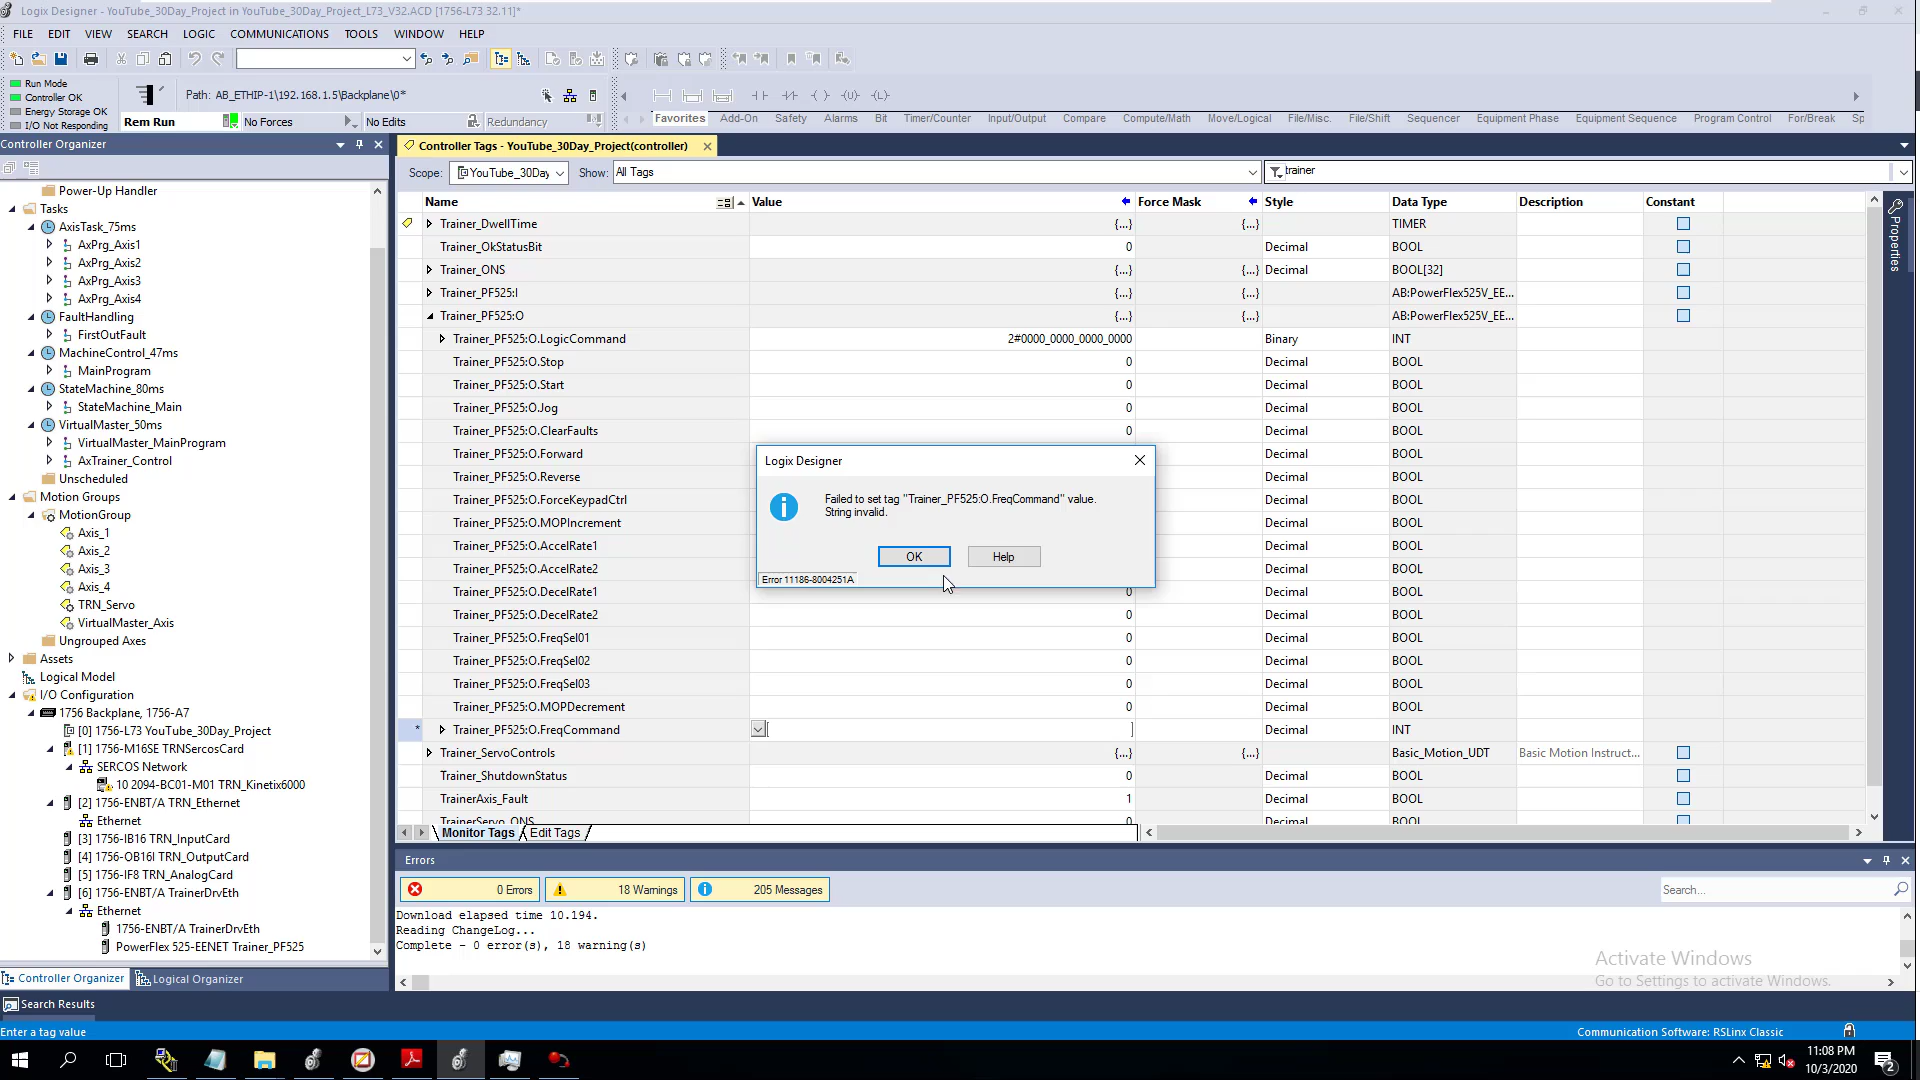 Logix Designer - YouTube_30Day_Project in YouTube_30Day_Project_L73_V32.ACD [1756-L73 32.11]*
FILE EDIT VIEW SEARCH LOGIC COMMUNICATIONS TOOLS WINDOW HELP
Run Mode
Controller OK
Energy Storage OK
I/O Not Responding
Path: AB_ETHIP-1\192.168.1.5\Backplane\0*
Rem Run No Forces No Edits Redundancy
Favorites Add-On Safety Alarms Bit Timer/Counter Input/Output Compare Compute/Math Move/Logical File/Misc. File/Shift Sequencer Equipment Phase Equipment Sequence Program Control For/Break Sp
Controller Organizer
Power-Up Handler
Tasks
AxisTask_75ms
AxPrg_Axis1
AxPrg_Axis2
AxPrg_Axis3
AxPrg_Axis4
FaultHandling
FirstOutFault
MachineControl_47ms
MainProgram
StateMachine_80ms
StateMachine_Main
VirtualMaster_50ms
VirtualMaster_MainProgram
AxTrainer_Control
Unscheduled
Motion Groups
MotionGroup
Axis_1
Axis_2
Axis_3
Axis_4
TRN_Servo
VirtualMaster_Axis
Ungrouped Axes
Assets
Logical Model
I/O Configuration
1756 Backplane, 1756-A7
[0] 1756-L73 YouTube_30Day_Project
[1] 1756-M16SE TRNSercosCard
SERCOS Network
10 2094-BC01-M01 TRN_Kinetix6000
[2] 1756-ENBT/A TRN_Ethernet
Ethernet
[3] 1756-IB16 TRN_InputCard
[4] 1756-OB16I TRN_OutputCard
[5] 1756-IF8 TRN_AnalogCard
[6] 1756-ENBT/A TrainerDrvEth
Ethernet
1756-ENBT/A TrainerDrvEth
PowerFlex 525-EENET Trainer_PF525
Controller Organizer Logical Organizer
Controller Tags - YouTube_30Day_Project(controller)
Scope: YouTube_30Day Show: All Tags trainer
Name Value Force Mask Style Data Type Description Constant
Trainer_DwellTime {...} {...} TIMER
Trainer_OkStatusBit 0 Decimal BOOL
Trainer_ONS {...} {...} Decimal BOOL[32]
Trainer_PF525:I {...} {...} AB:PowerFlex525V_EE...
Trainer_PF525:O {...} {...} AB:PowerFlex525V_EE...
Trainer_PF525:O.LogicCommand 2#0000_0000_0000_0000 Binary INT
Trainer_PF525:O.Stop 0 Decimal BOOL
Trainer_PF525:O.Start 0 Decimal BOOL
Trainer_PF525:O.Jog 0 Decimal BOOL
Trainer_PF525:O.ClearFaults 0 Decimal BOOL
Trainer_PF525:O.Forward Decimal BOOL
Trainer_PF525:O.Reverse Decimal BOOL
Trainer_PF525:O.ForceKeypadCtrl Decimal BOOL
Trainer_PF525:O.MOPIncrement Decimal BOOL
Trainer_PF525:O.AccelRate1 Decimal BOOL
Trainer_PF525:O.AccelRate2 Decimal BOOL
Trainer_PF525:O.DecelRate1 0 Decimal BOOL
Trainer_PF525:O.DecelRate2 0 Decimal BOOL
Trainer_PF525:O.FreqSel01 0 Decimal BOOL
Trainer_PF525:O.FreqSel02 0 Decimal BOOL
Trainer_PF525:O.FreqSel03 0 Decimal BOOL
Trainer_PF525:O.MOPDecrement 0 Decimal BOOL
* Trainer_PF525:O.FreqCommand Decimal INT
Trainer_ServoControls {...} {...} Basic_Motion_UDT Basic Motion Instruct...
Trainer_ShutdownStatus 0 Decimal BOOL
TrainerAxis_Fault 1 Decimal BOOL
TrainerServo_ONS 0 Decimal BOOL
Logix Designer
Failed to set tag "Trainer_PF525:O.FreqCommand" value.
String invalid.
OK Help
Error 11186-8004251A
Monitor Tags Edit Tags
Properties
Errors
0 Errors 18 Warnings 205 Messages Search...
Download elapsed time 10.194.
Reading ChangeLog...
Complete - 0 error(s), 18 warning(s)
Activate Windows
Go to Settings to activate Windows.
Search Results
Enter a tag value Communication Software: RSLinx Classic
11:08 PM
10/3/2020
2